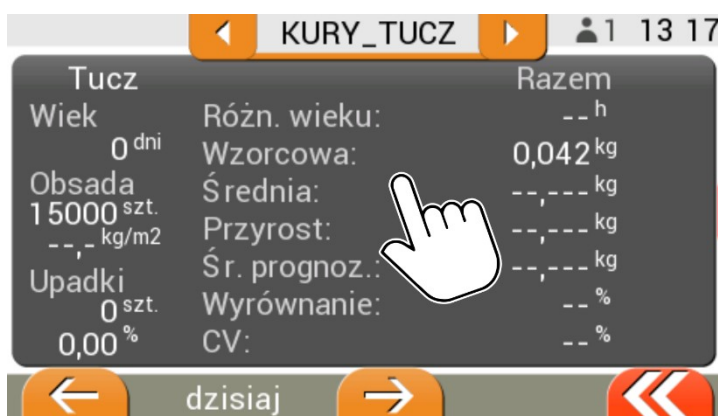 KURY_TUCZ 1 13 17
Tucz Razem
Wiek Różn. wieku: -- h
0 dni Wzorcowa: 0,042 kg
Obsada Średnia: --,--- kg
15000 szt. Przyrost: --,--- kg
--,- kg/m2 Śr. prognoz.: --,--- kg
Upadki
0 szt. Wyrównanie: -- %
0,00 % CV: -- %
dzisiaj